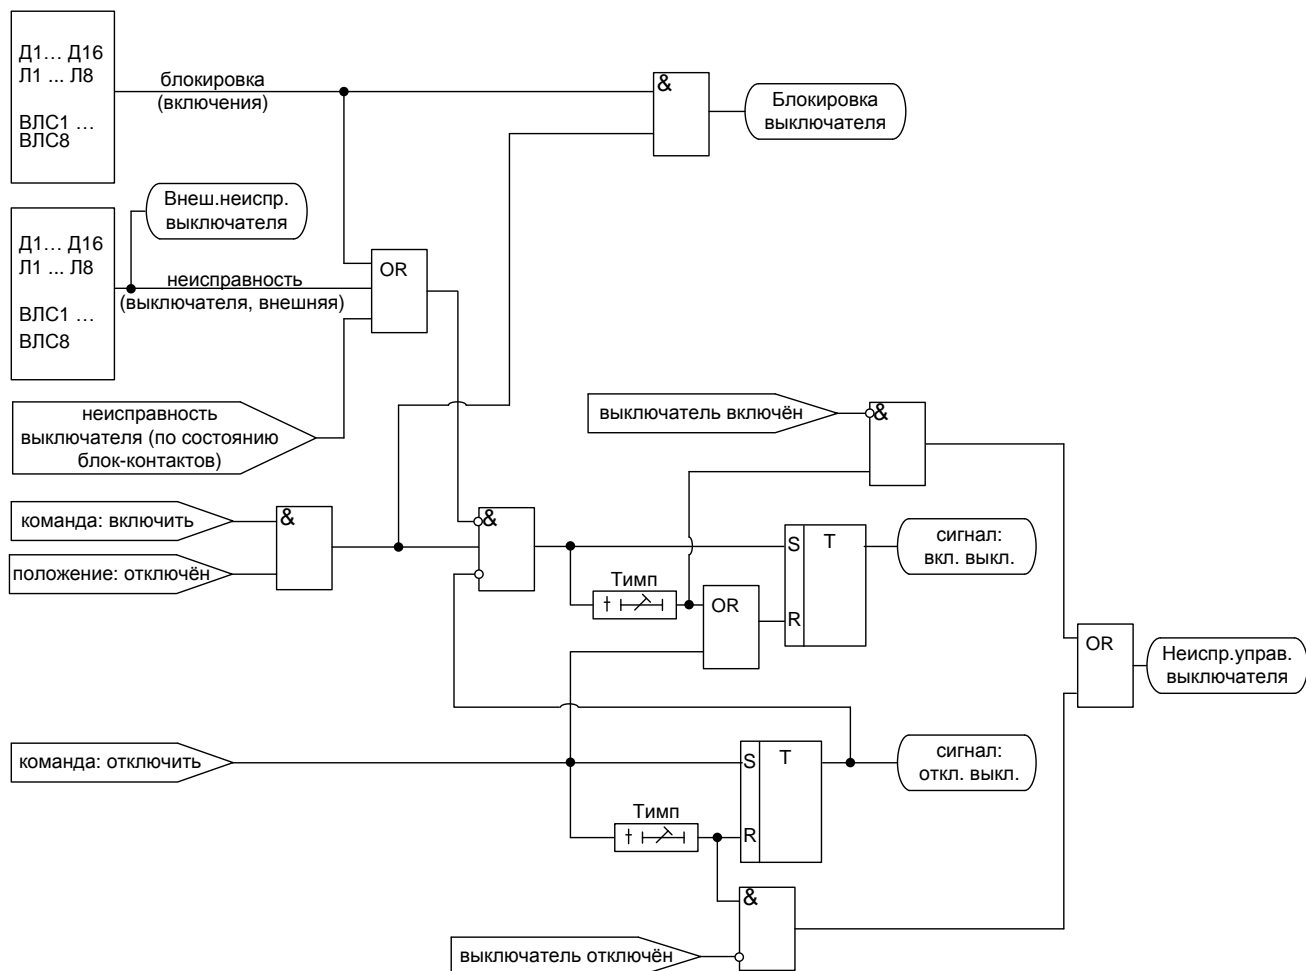 Д1… Д16
Л1 ... Л8
ВЛС1 …
ВЛС8
блокировка
(включения)
&
Блокировка
выключателя
Внеш.неиспр.
выключателя
Д1… Д16
Л1 ... Л8
ВЛС1 …
ВЛС8
неисправность
(выключателя, внешняя)
OR
неисправность
выключателя (по состоянию
блок-контактов)
выключатель включён
&
команда: включить
&
положение: отключён
&
Тимп
OR
S
T
R
сигнал:
вкл. выкл.
OR
Неиспр.управ.
выключателя
команда: отключить
S
T
R
сигнал:
откл. выкл.
Тимп
&
выключатель отключён